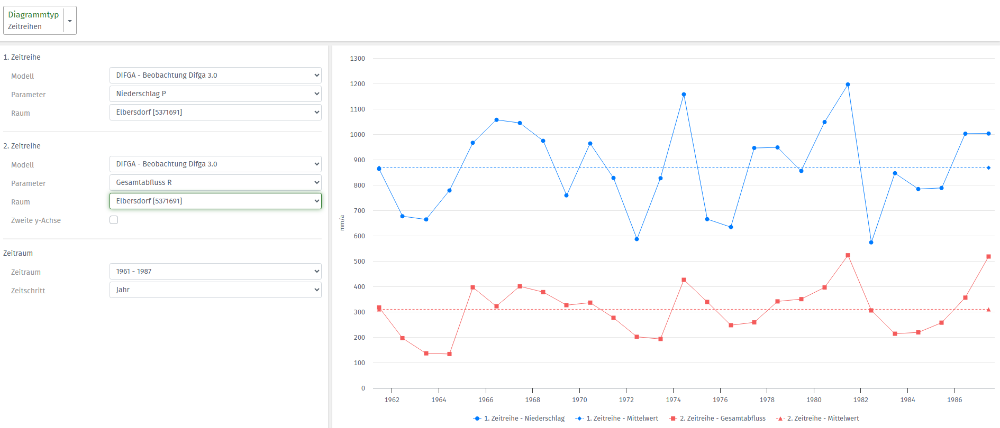 Diagrammtyp
Zeitreihen
1. Zeitreihe
Modell
DIFGA - Beobachtung Difga 3.0
Parameter
Niederschlag P
Raum
Elbersdorf [5371691]
2. Zeitreihe
Modell
DIFGA - Beobachtung Difga 3.0
Parameter
Gesamtabfluss R
Raum
Elbersdorf [5371691]
Zweite y-Achse
Zeitraum
Zeitraum
1961 - 1987
Zeitschritt
Jahr
1300
1200
1100
1000
900
800
700
600
500
400
300
200
100
0
mm/a
1962 1964 1966 1968 1970 1972 1974 1976 1978 1980 1982 1984 1986
1. Zeitreihe - Niederschlag 1. Zeitreihe - Mittelwert 2. Zeitreihe - Gesamtabfluss 2. Zeitreihe - Mittelwert